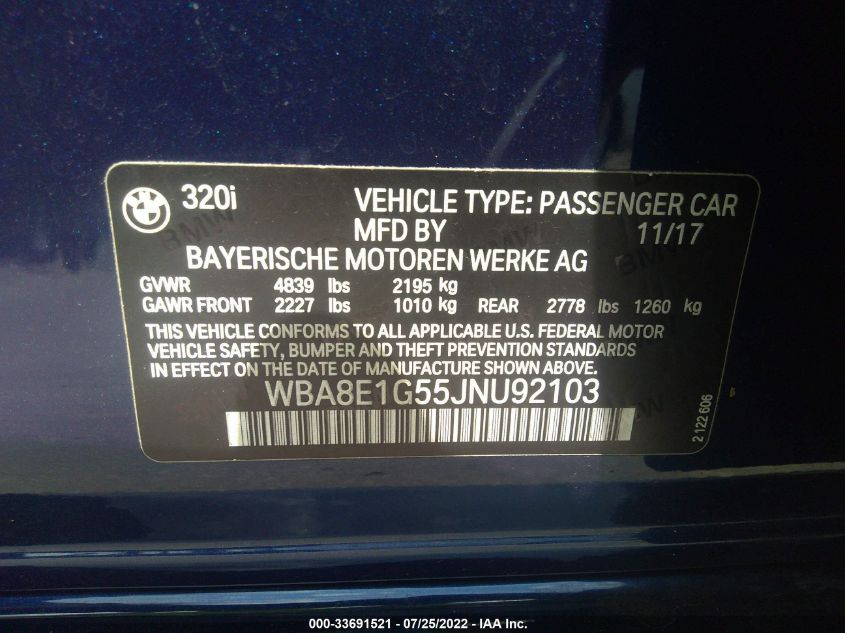 320i VEHICLE TYPE: PASSENGER CAR
MFD BY 11/17
BAYERISCHE MOTOREN WERKE AG
GVWR 4839 lbs 2195 kg
GAWR FRONT 2227 lbs 1010 kg REAR 2778 lbs 1260 kg
THIS VEHICLE CONFORMS TO ALL APPLICABLE U.S. FEDERAL MOTOR
VEHICLE SAFETY, BUMPER AND THEFT PREVENTION STANDARDS
IN EFFECT ON THE DATE OF MANUFACTURE SHOWN ABOVE.
WBA8E1G55JNU92103
2 122 606
000-33691521 - 07/25/2022 - IAA Inc.